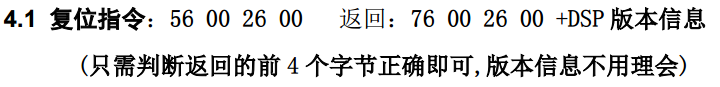 4.1 复位指令：56 00 26 00 返回：76 00 26 00 +DSP 版本信息
(只需判断返回的前 4 个字节正确即可,版本信息不用理会)